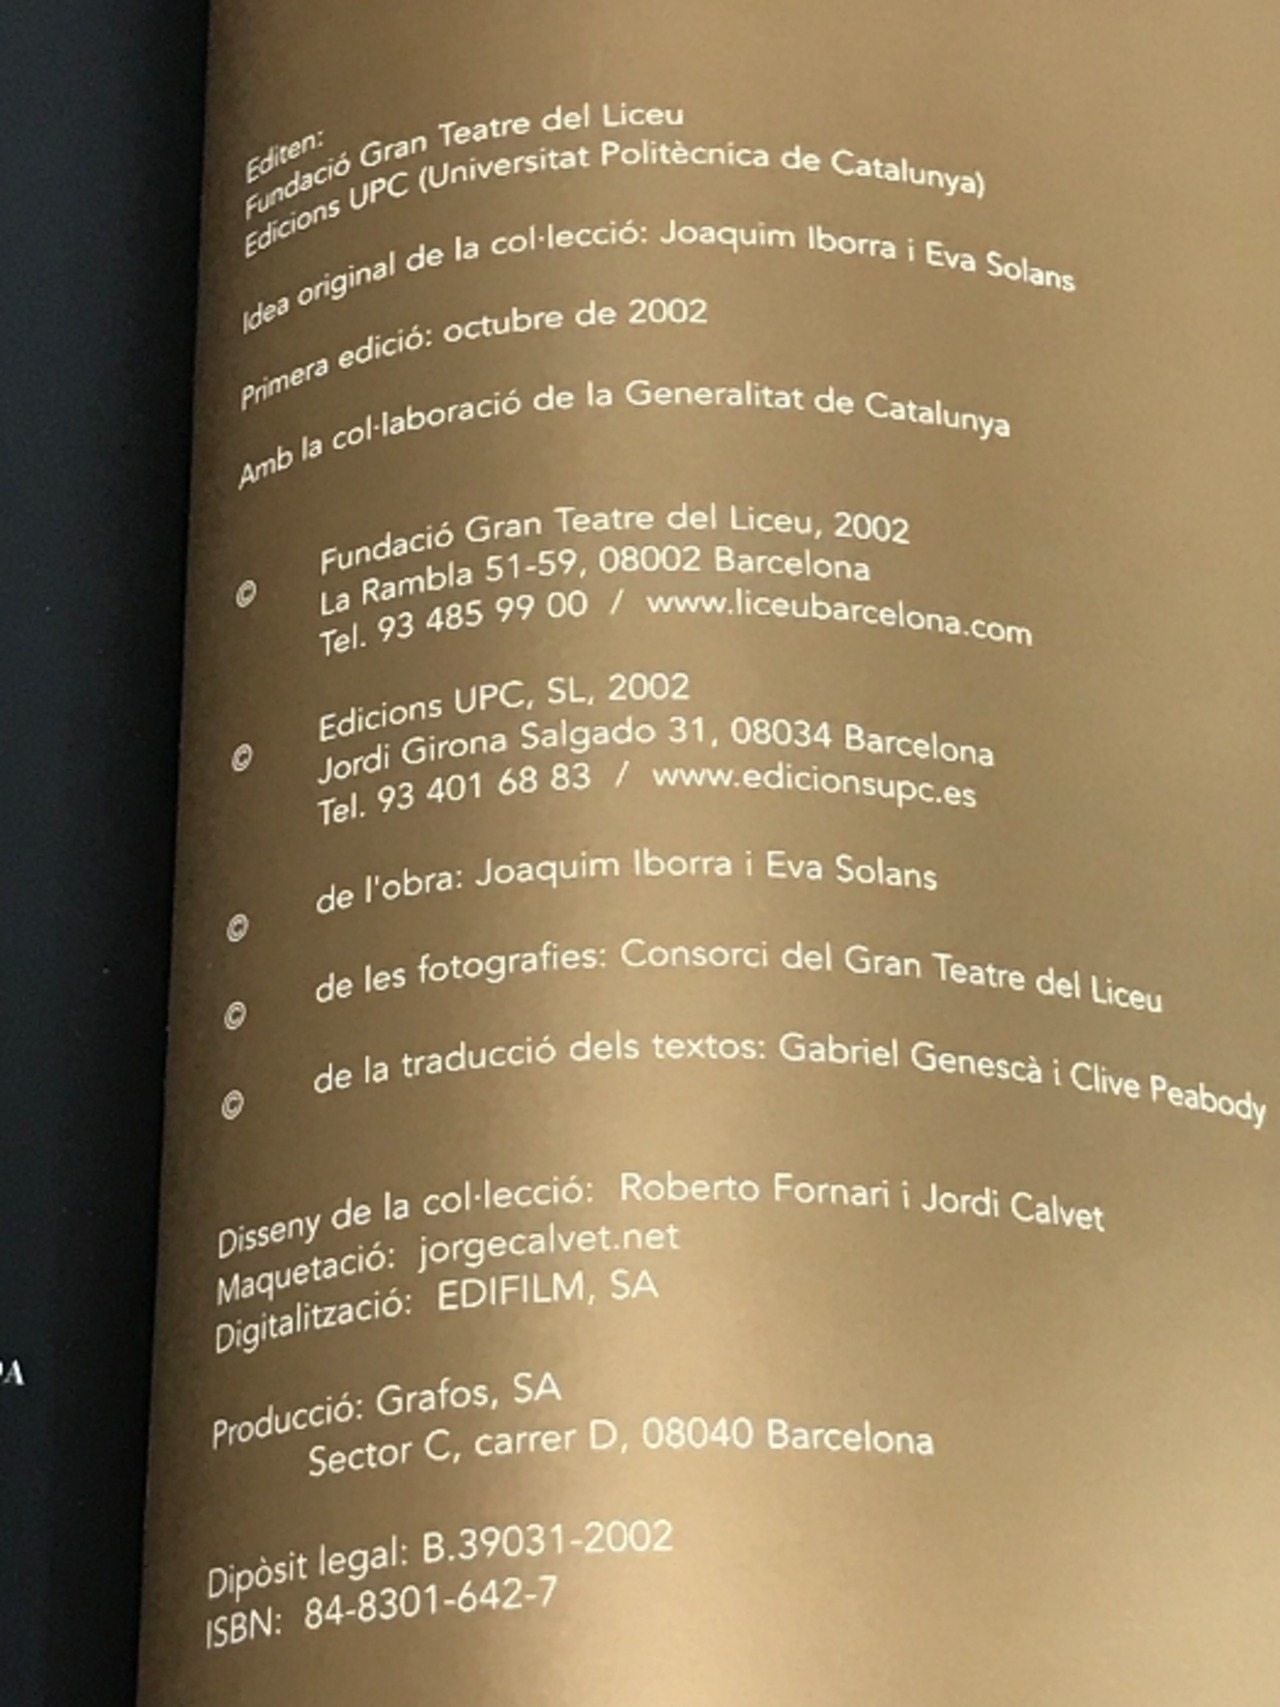 Editen:
Fundació Gran Teatre del Liceu
Edicions UPC (Universitat Politècnica de Catalunya)
Idea original de la col·lecció: Joaquim Iborra i Eva Solans
Primera edició: octubre de 2002
Amb la col·laboració de la Generalitat de Catalunya
© Fundació Gran Teatre del Liceu, 2002
La Rambla 51-59, 08002 Barcelona
Tel. 93 485 99 00 / www.liceubarcelona.com
© Edicions UPC, SL, 2002
Jordi Girona Salgado 31, 08034 Barcelona
Tel. 93 401 68 83 / www.edicionsupc.es
© de l'obra: Joaquim Iborra i Eva Solans
© de les fotografies: Consorci del Gran Teatre del Liceu
© de la traducció dels textos: Gabriel Genescà i Clive Peabody
Disseny de la col·lecció: Roberto Fornari i Jordi Calvet
Maquetació: jorgecalvet.net
Digitalització: EDIFILM, SA
Producció: Grafos, SA
Sector C, carrer D, 08040 Barcelona
Dipòsit legal: B.39031-2002
ISBN: 84-8301-642-7